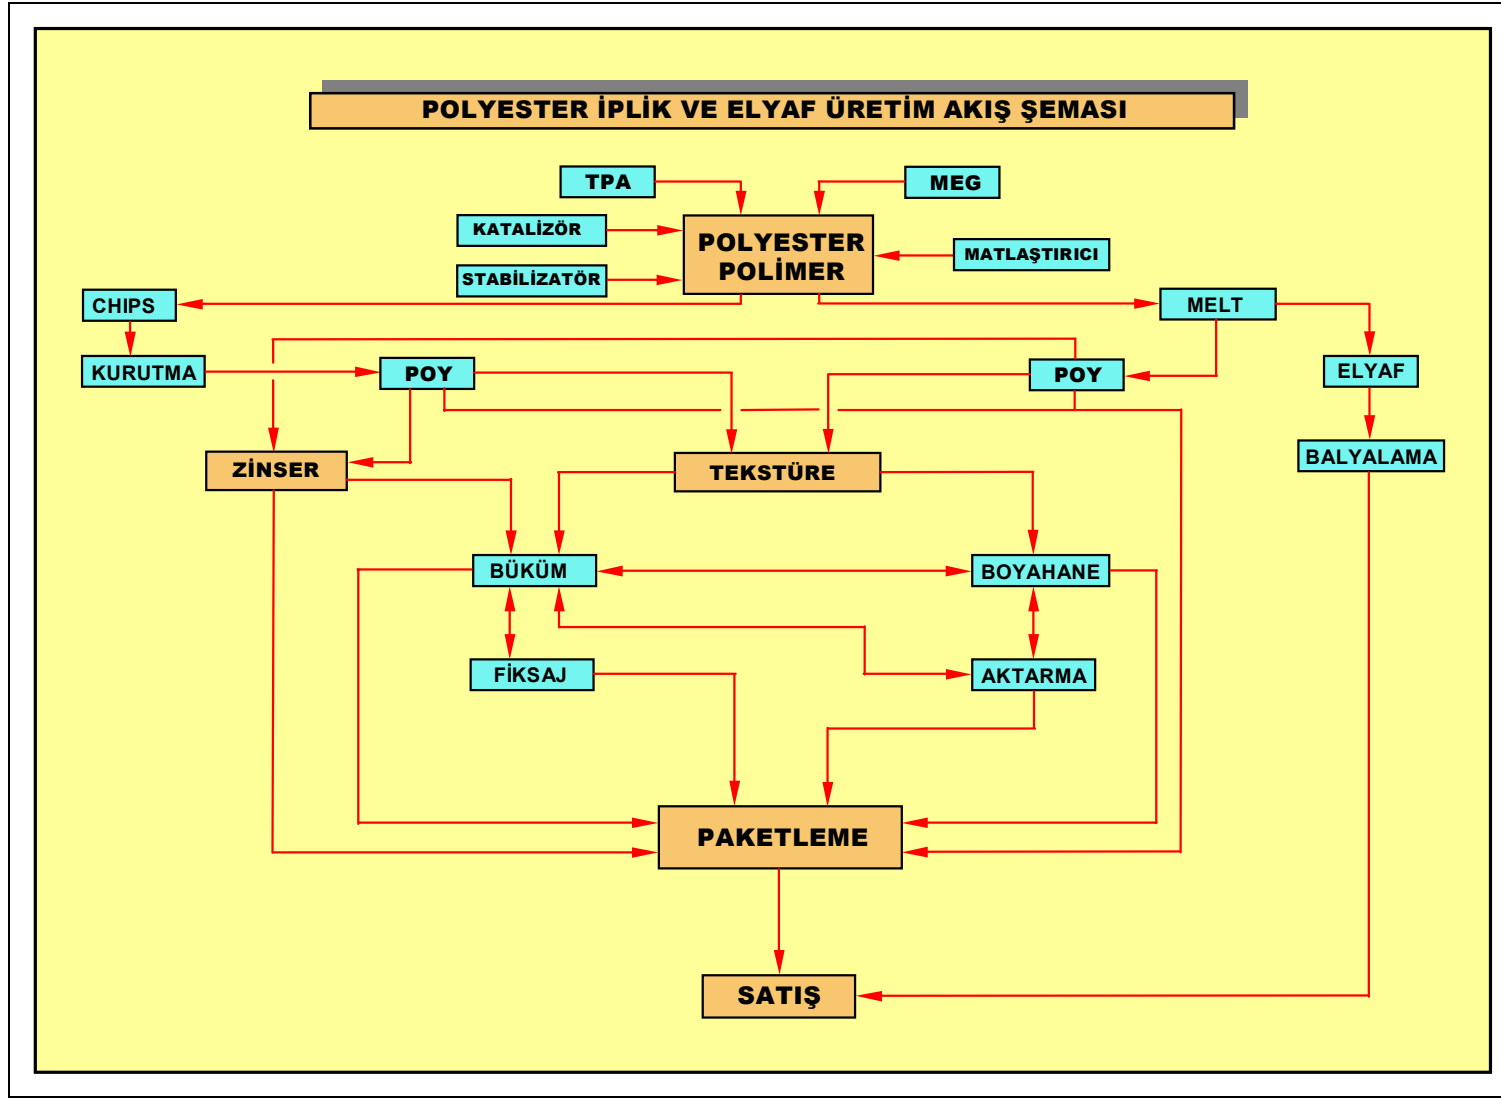 POLYESTER İPLİK VE ELYAF ÜRETİM AKIŞ ŞEMASI
TPA
MEG
KATALİZÖR
POLYESTER
POLİMER
MATLAŞTIRICI
STABİLİZATÖR
CHIPS
MELT
KURUTMA
POY
POY
ELYAF
ZİNSER
TEKSTÜRE
BALYALAMA
BÜKÜM
BOYAHANE
FİKSAJ
AKTARMA
PAKETLEME
SATIŞ